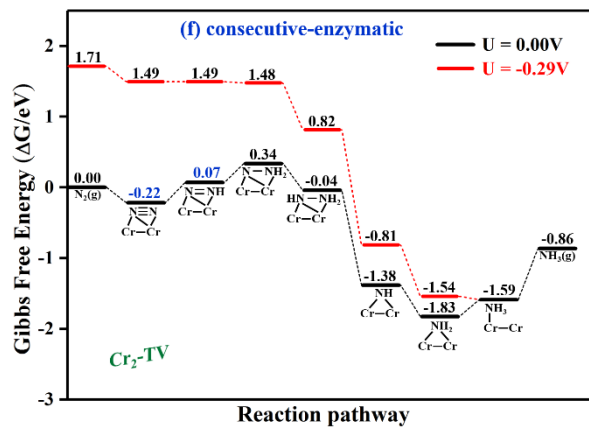 (f) consecutive-enzymatic
U = 0.00V
U = -0.29V
Gibbs Free Energy (ΔG/eV)
2
1
0
-1
-2
-3
1.71
1.49
1.49
1.48
0.82
-0.81
-1.54
0.00
N₂(g)
-0.22
N≡N
Cr–Cr
0.07
N=NH
Cr–Cr
0.34
N–NH₂
Cr–Cr
-0.04
HN–NH₂
Cr–Cr
-1.38
NH
Cr–Cr
-1.83
NH₂
Cr–Cr
-1.59
NH₃
Cr–Cr
-0.86
NH₃(g)
Cr₂-TV
Reaction pathway